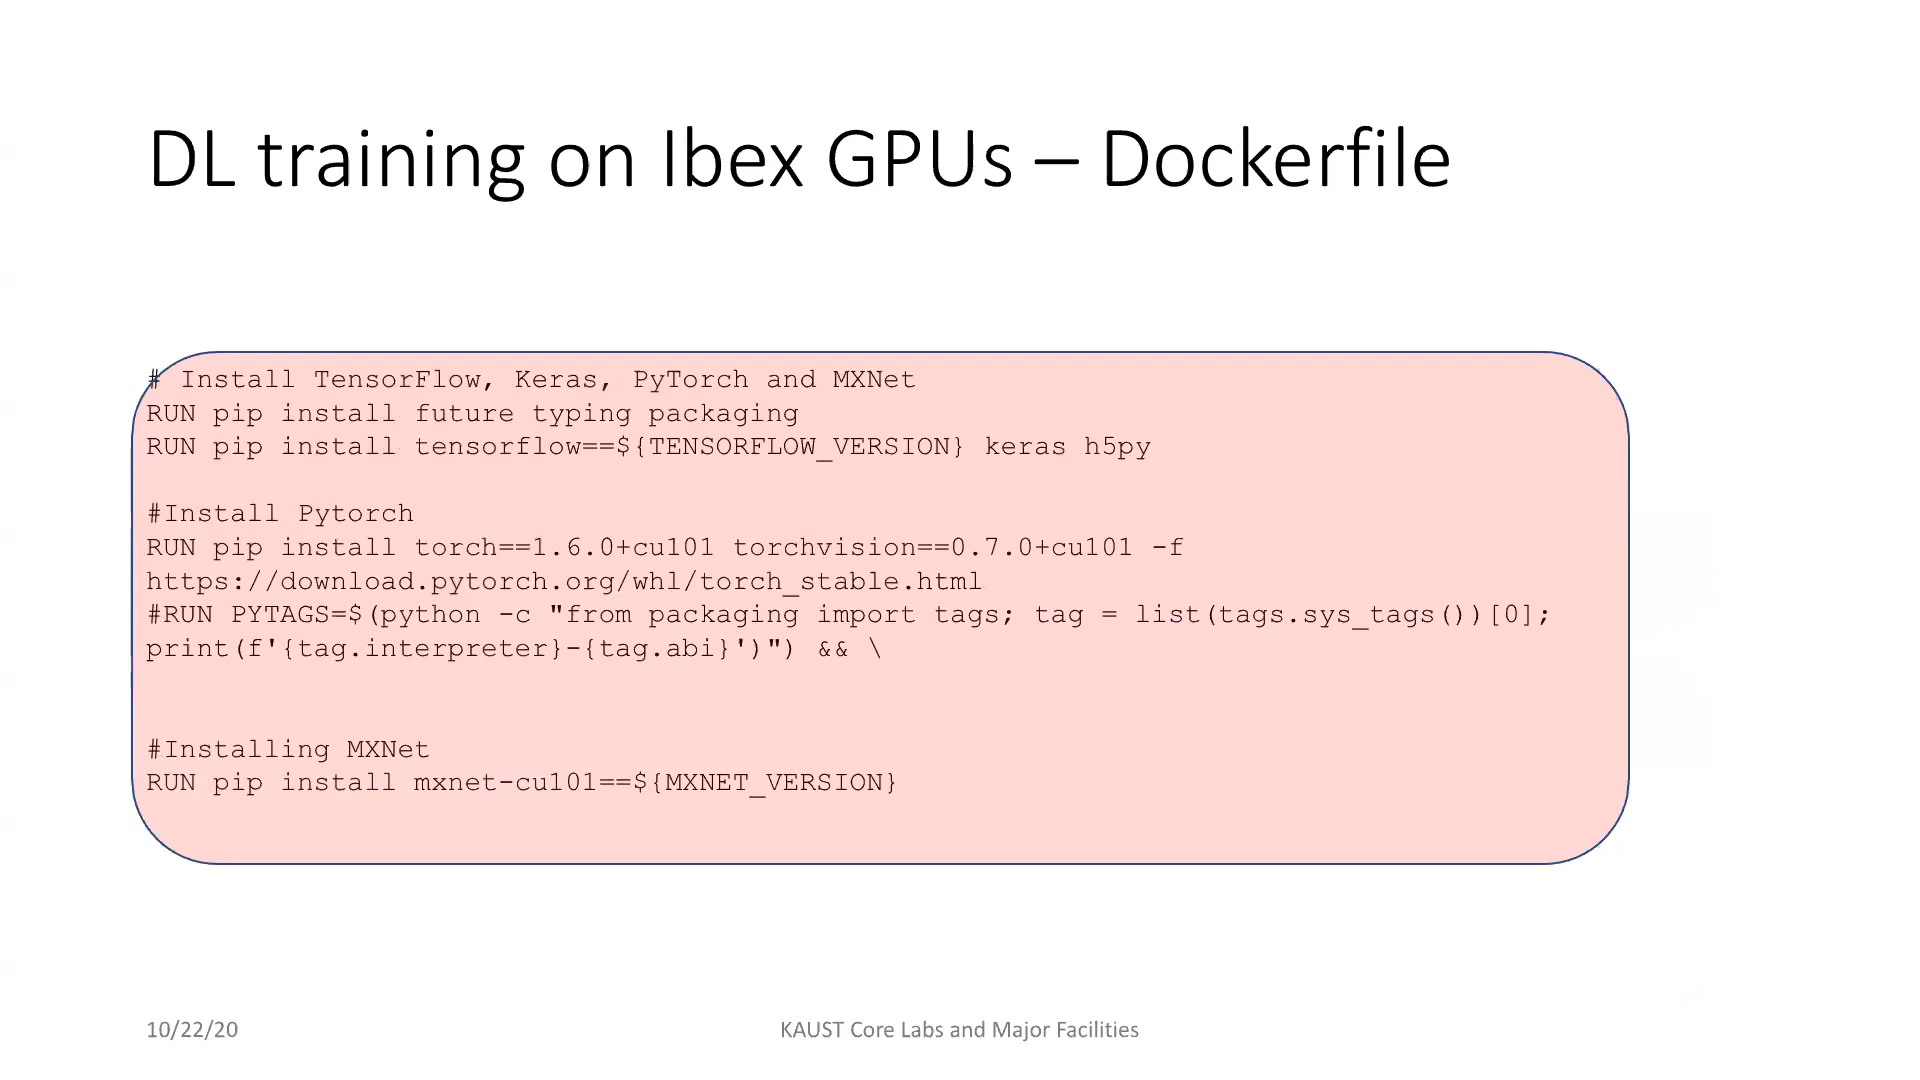 DL training on Ibex GPUs – Dockerfile
# Install TensorFlow, Keras, PyTorch and MXNet
RUN pip install future typing packaging
RUN pip install tensorflow==${TENSORFLOW_VERSION} keras h5py
#Install Pytorch
RUN pip install torch==1.6.0+cu101 torchvision==0.7.0+cu101 -f
https://download.pytorch.org/whl/torch_stable.html
#RUN PYTAGS=$(python -c "from packaging import tags; tag = list(tags.sys_tags())[0];
print(f'{tag.interpreter}-{tag.abi}')") && \
#Installing MXNet
RUN pip install mxnet-cu101==${MXNET_VERSION}
10/22/20
KAUST Core Labs and Major Facilities